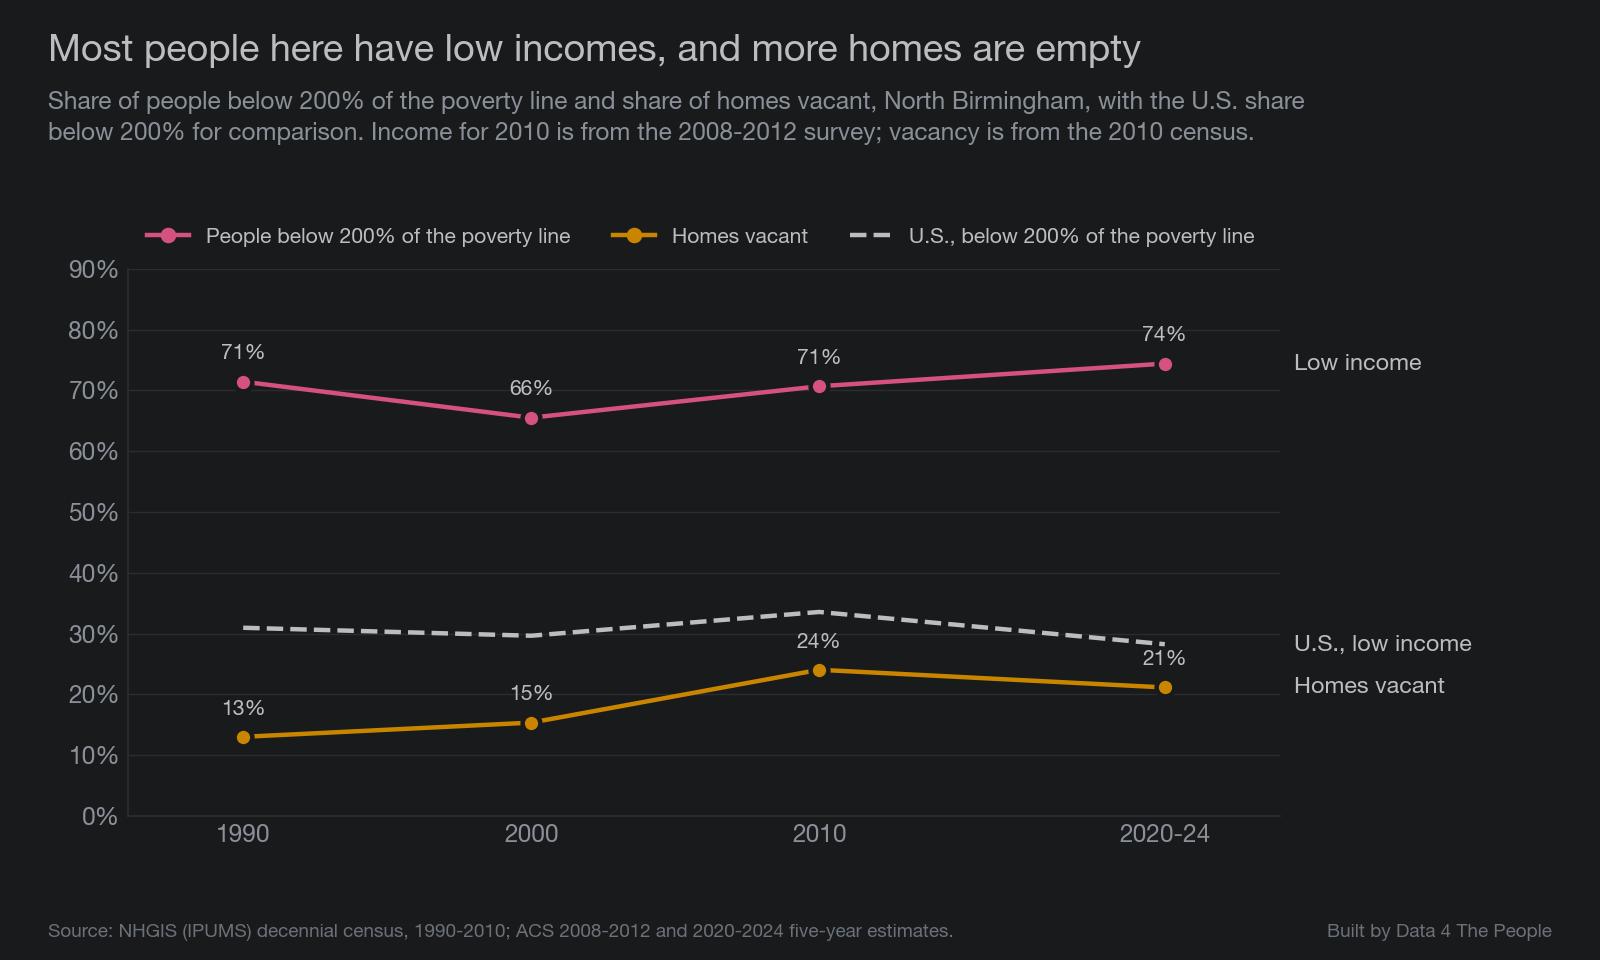 Most people here have low incomes, and more homes are empty
Share of people below 200% of the poverty line and share of homes vacant, North Birmingham, with the U.S. share
below 200% for comparison. Income for 2010 is from the 2008-2012 survey; vacancy is from the 2010 census.
People below 200% of the poverty line Homes vacant U.S., below 200% of the poverty line
90%
80%
70%
60%
50%
40%
30%
20%
10%
0%
71%
66%
71%
74%
Low income
24%
21%
13%
15%
U.S., low income
Homes vacant
1990 2000 2010 2020-24
Source: NHGIS (IPUMS) decennial census, 1990-2010; ACS 2008-2012 and 2020-2024 five-year estimates.
Built by Data 4 The People